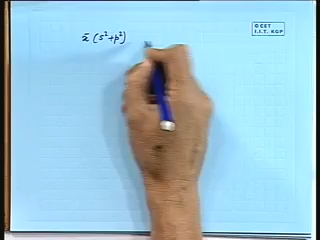 x̄ (s² + p²)
© CET
I.I.T. KGP